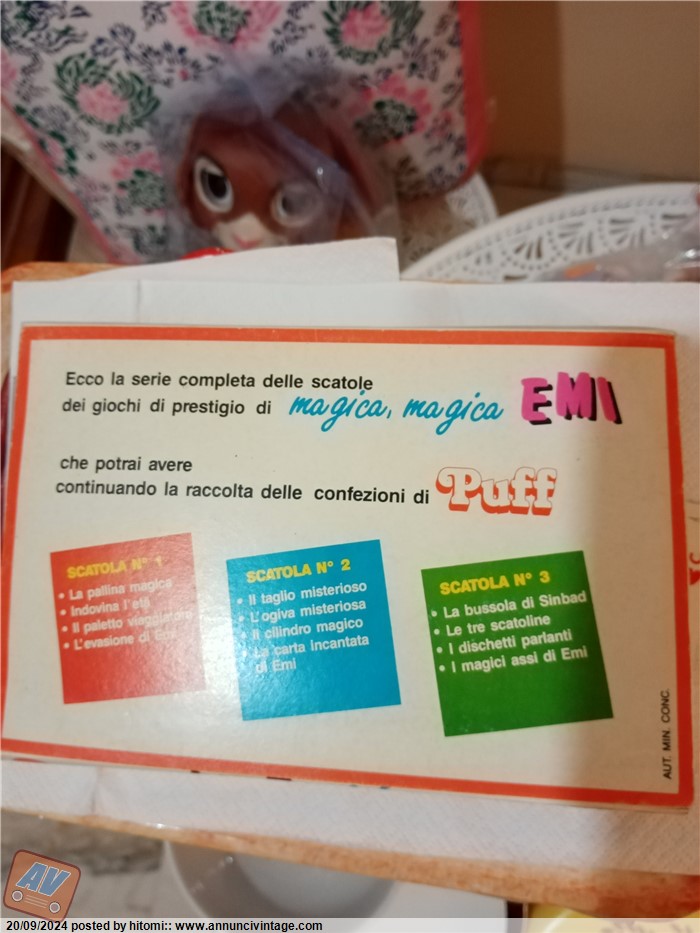 Ecco la serie completa delle scatole
dei giochi di prestigio di magica, magica EMI
che potrai avere
continuando la raccolta delle confezioni di Puff
SCATOLA N° 1
• La pallina magica
• Indovina l'età
• Il paletto viaggiatore
• L'evasione di Emi
SCATOLA N° 2
• Il taglio misterioso
• L'ogiva misteriosa
• Il cilindro magico
• La carta incantata
di Emi
SCATOLA N° 3
• La bussola di Sinbad
• Le tre scatoline
• I dischetti parlanti
• I magici assi di Emi
AUT. MIN. CONC.
AV
20/09/2024 posted by hitomi:: www.annuncivintage.com